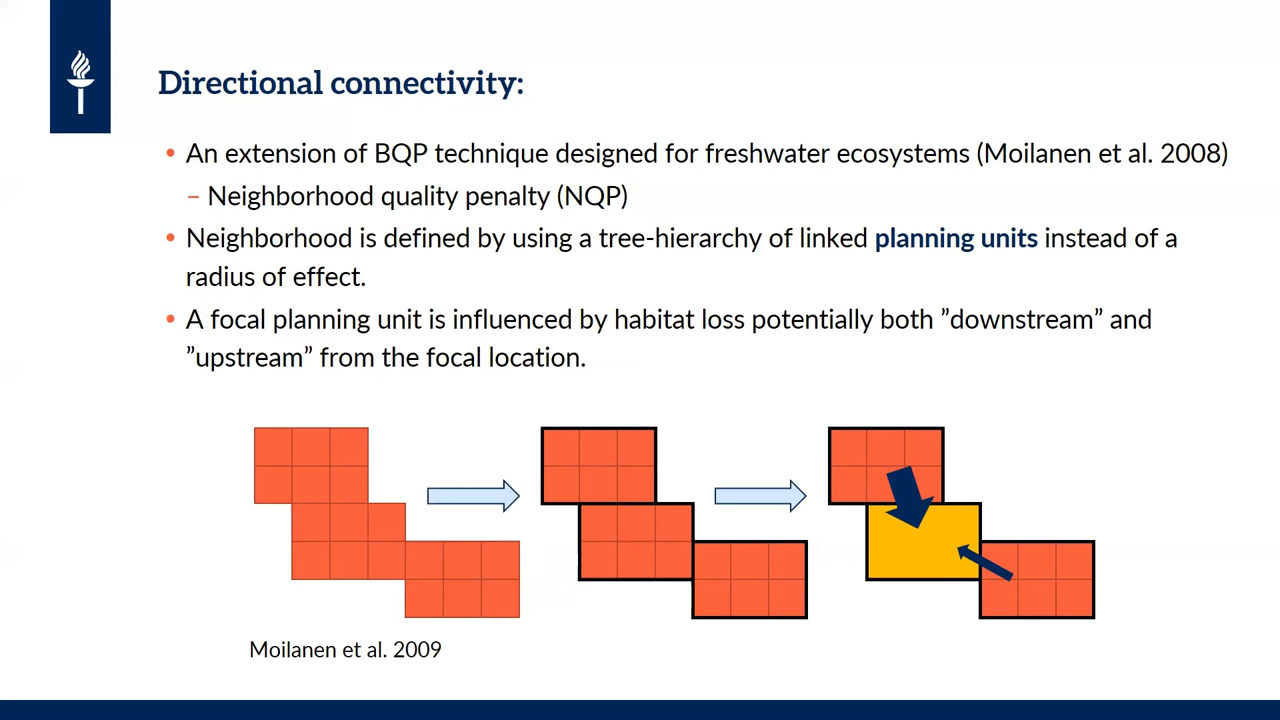 Directional connectivity:
• An extension of BQP technique designed for freshwater ecosystems (Moilanen et al. 2008)
– Neighborhood quality penalty (NQP)
• Neighborhood is defined by using a tree-hierarchy of linked planning units instead of a
radius of effect.
• A focal planning unit is influenced by habitat loss potentially both ”downstream” and
”upstream” from the focal location.
Moilanen et al. 2009